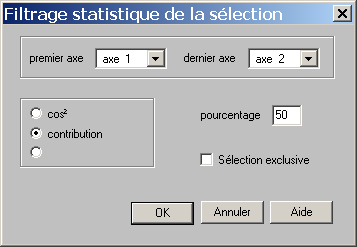 Filtrage statistique de la sélection
premier axe axe 1 dernier axe axe 2
cos²
pourcentage 50
contribution
Sélection exclusive
OK Annuler Aide